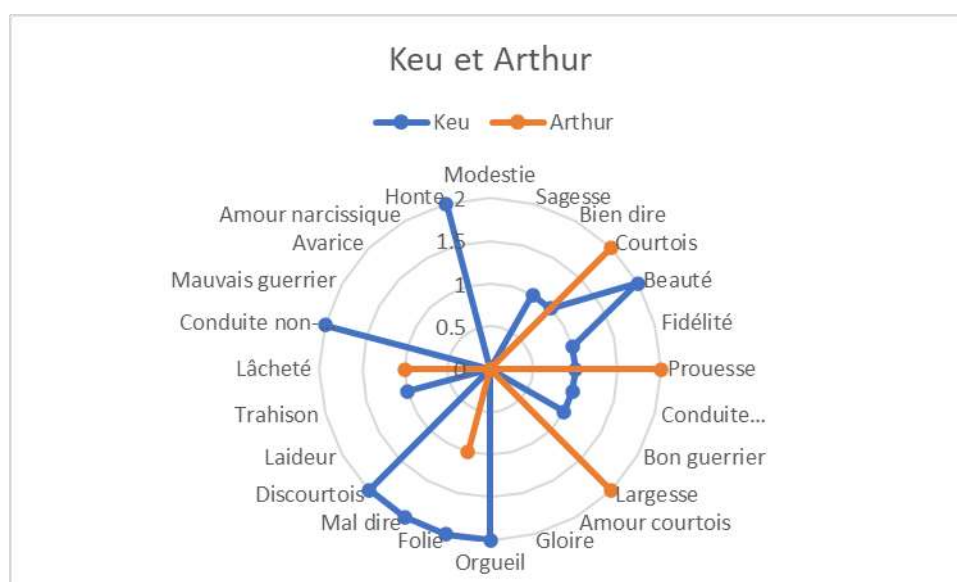 Keu et Arthur
Keu Arthur
Modestie
Honte 2 Sagesse
Amour narcissique Bien dire
Avarice 1.5 Courtois
Mauvais guerrier 1 Beauté
Conduite non- 0.5 Fidélité
Lâcheté 0 Prouesse
Trahison Conduite...
Laideur Bon guerrier
Discourtois Largesse
Mal dire Amour courtois
Folie Gloire
Orgueil